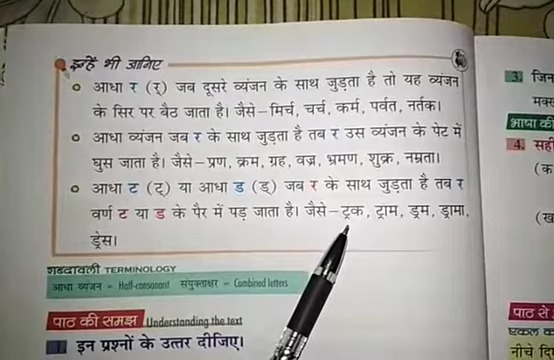 इन्हें भी जानिए
आधा र (र्) जब दूसरे व्यंजन के साथ जुड़ता है तो यह व्यंजन
के सिर पर बैठ जाता है। जैसे–मिर्च, चर्च, कर्म, पर्वत, नर्तक।
आधा व्यंजन जब र के साथ जुड़ता है तब र उस व्यंजन के पेट में
घुस जाता है। जैसे–प्रण, क्रम, ग्रह, वज्र, भ्रमण, शुक्र, नम्रता।
आधा ट (ट्) या आधा ड (ड्) जब र के साथ जुड़ता है तब र
वर्ण ट या ड के पैर में पड़ जाता है। जैसे–ट्रक, ट्राम, ड्रम, ड्रामा,
ड्रेस।
शब्दावली TERMINOLOGY
आधा व्यंजन – Half-consonant संयुक्ताक्षर – Combined letters
पाठ की समझ Understanding the text
1. इन प्रश्नों के उत्तर दीजिए।
3. जिन
भाषा की
4. सही
(क
(ख
पाठ से
एकल क
नीचे दि